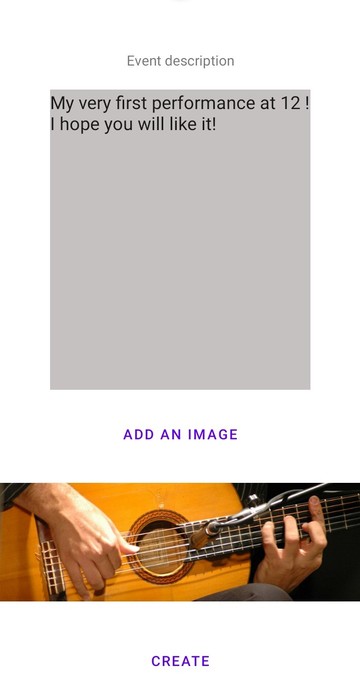 Event description
My very first performance at 12 !
I hope you will like it!
ADD AN IMAGE
CREATE